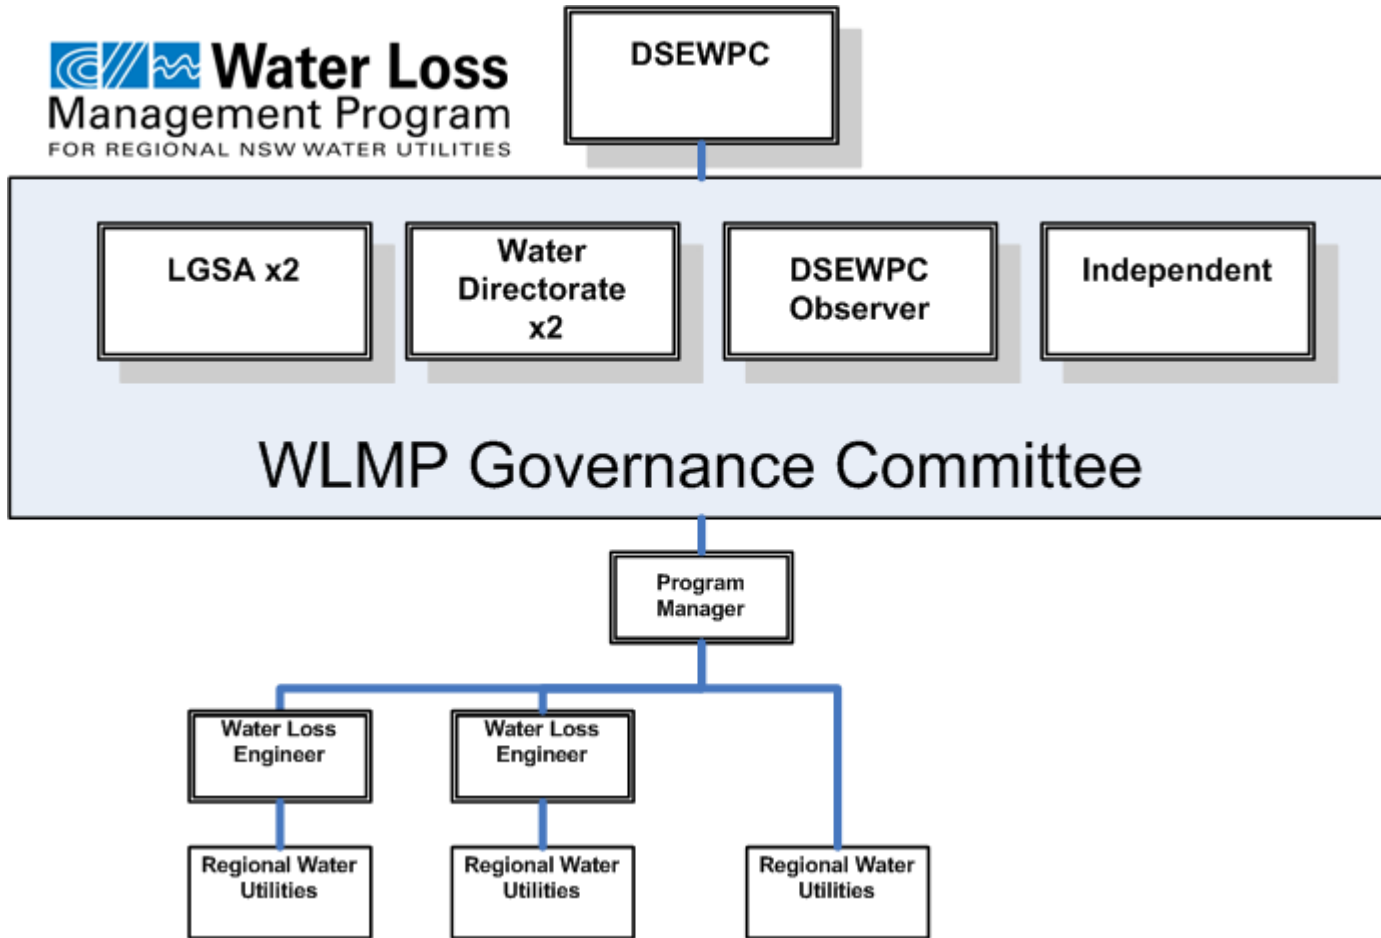 Water Loss
Management Program
FOR REGIONAL NSW WATER UTILITIES
DSEWPC
LGSA x2
Water
Directorate
x2
DSEWPC
Observer
Independent
WLMP Governance Committee
Program
Manager
Water Loss
Engineer
Water Loss
Engineer
Regional Water
Utilities
Regional Water
Utilities
Regional Water
Utilities